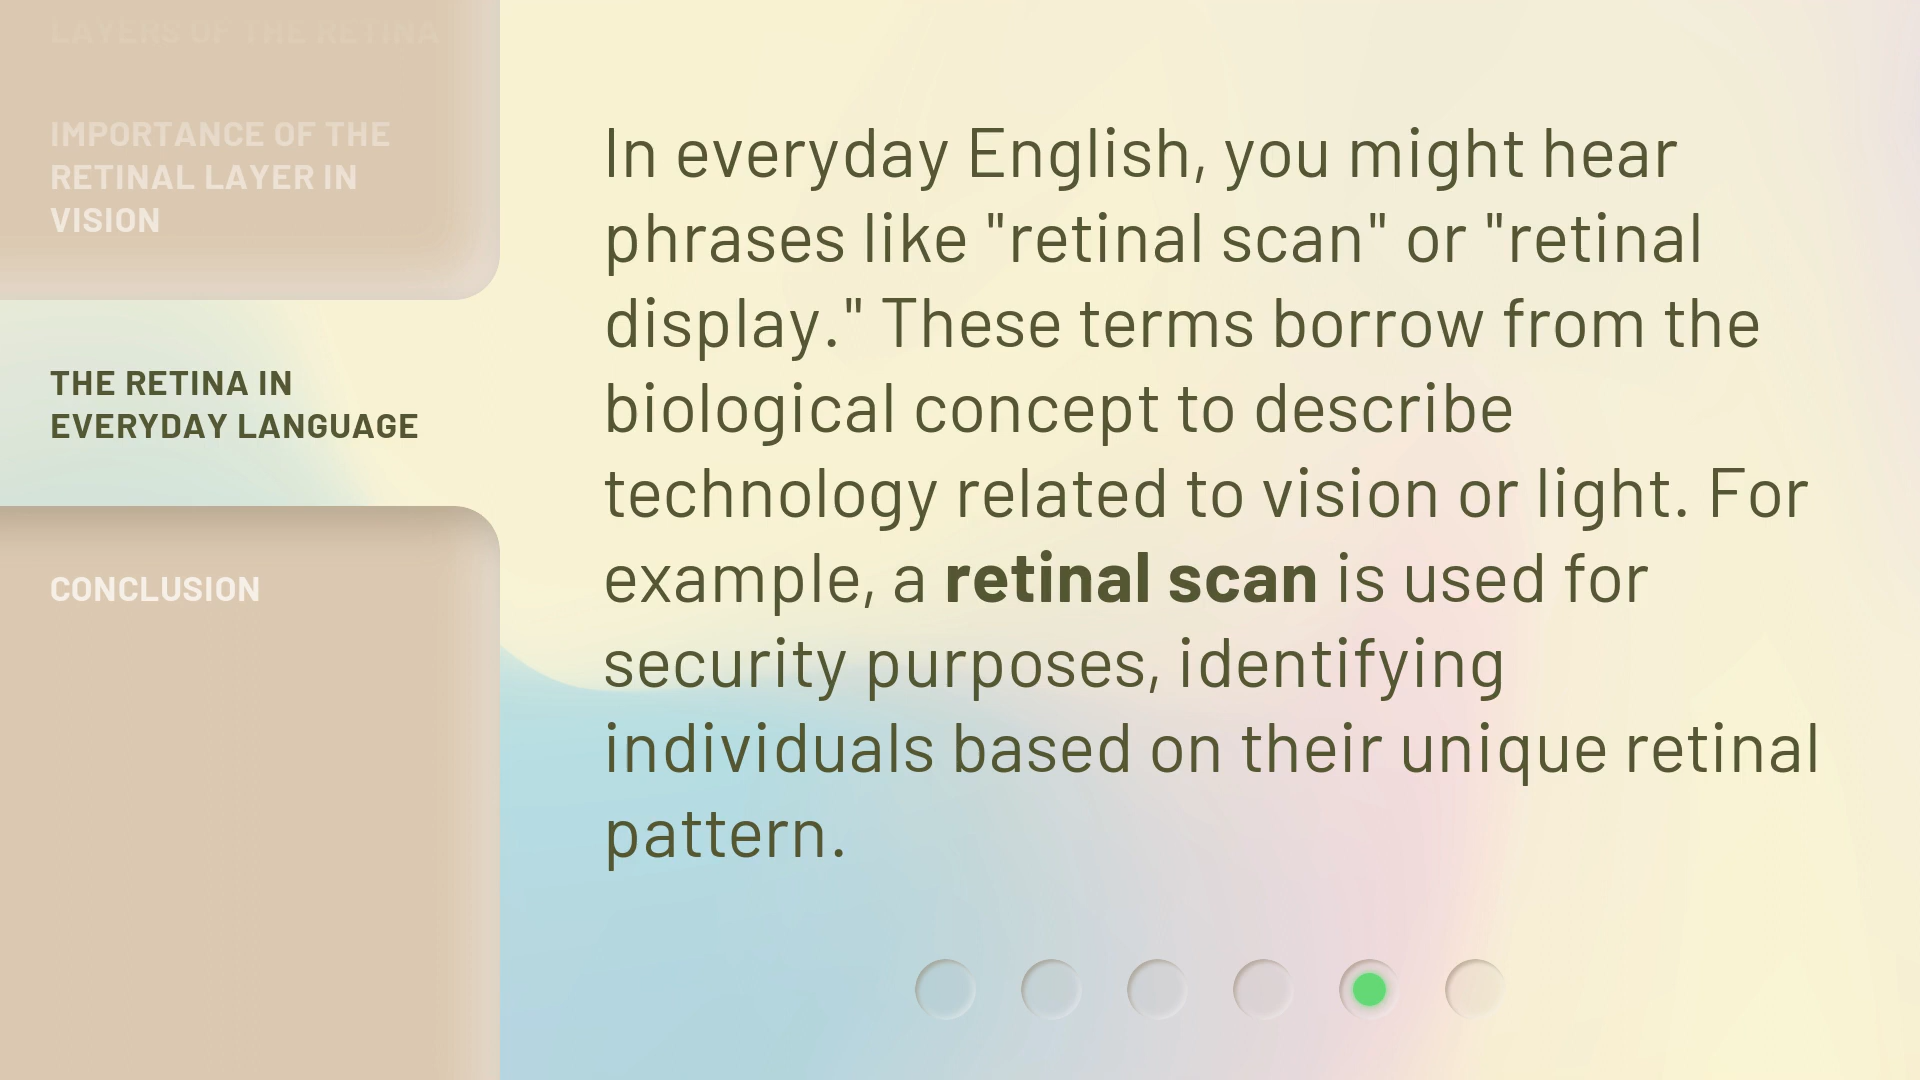 LAYERS OF THE RETINA
IMPORTANCE OF THE
RETINAL LAYER IN
VISION
THE RETINA IN
EVERYDAY LANGUAGE
CONCLUSION
In everyday English, you might hear
phrases like "retinal scan" or "retinal
display." These terms borrow from the
biological concept to describe
technology related to vision or light. For
example, a retinal scan is used for
security purposes, identifying
individuals based on their unique retinal
pattern.